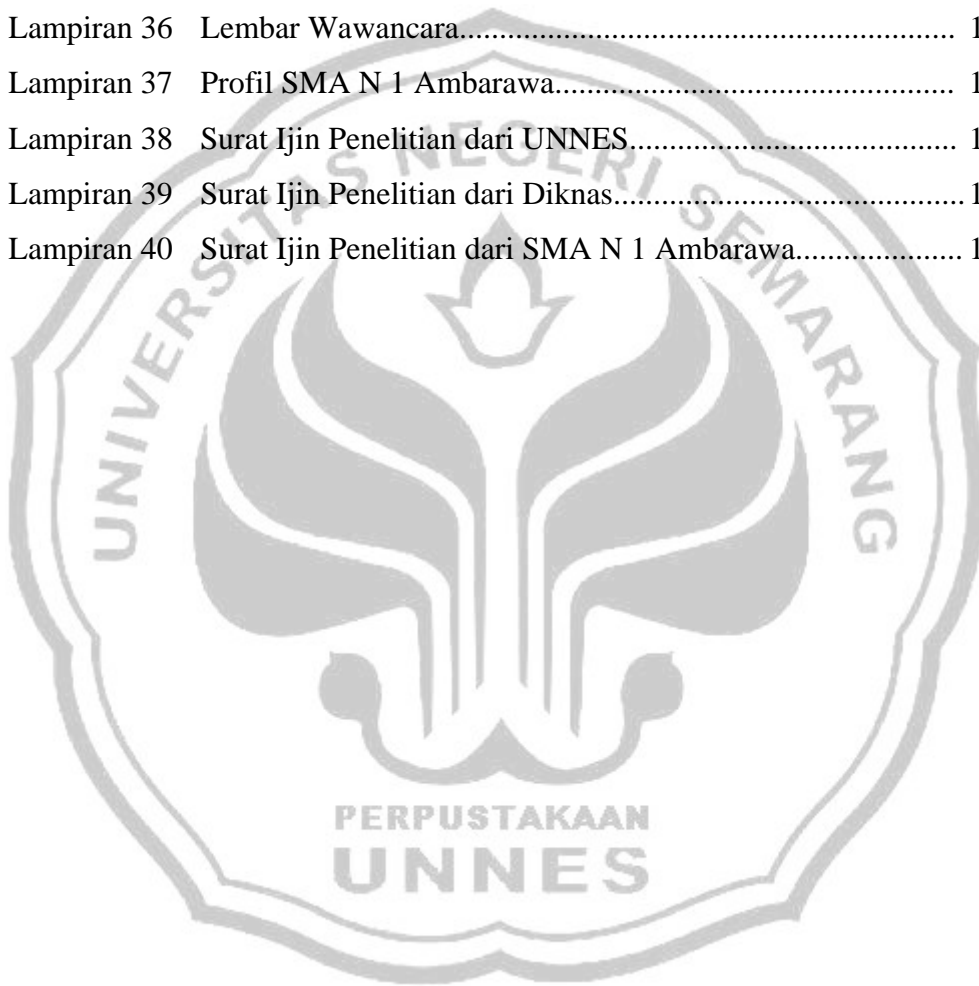 Lampiran 36 Lembar Wawancara.............................................................. 1
Lampiran 37 Profil SMA N 1 Ambarawa.................................................. 1
Lampiran 38 Surat Ijin Penelitian dari UNNES......................................... 1
Lampiran 39 Surat Ijin Penelitian dari Diknas............................................ 1
Lampiran 40 Surat Ijin Penelitian dari SMA N 1 Ambarawa..................... 1
UNIVERSITAS NEGERI SEMARANG
PERPUSTAKAAN
UNNES